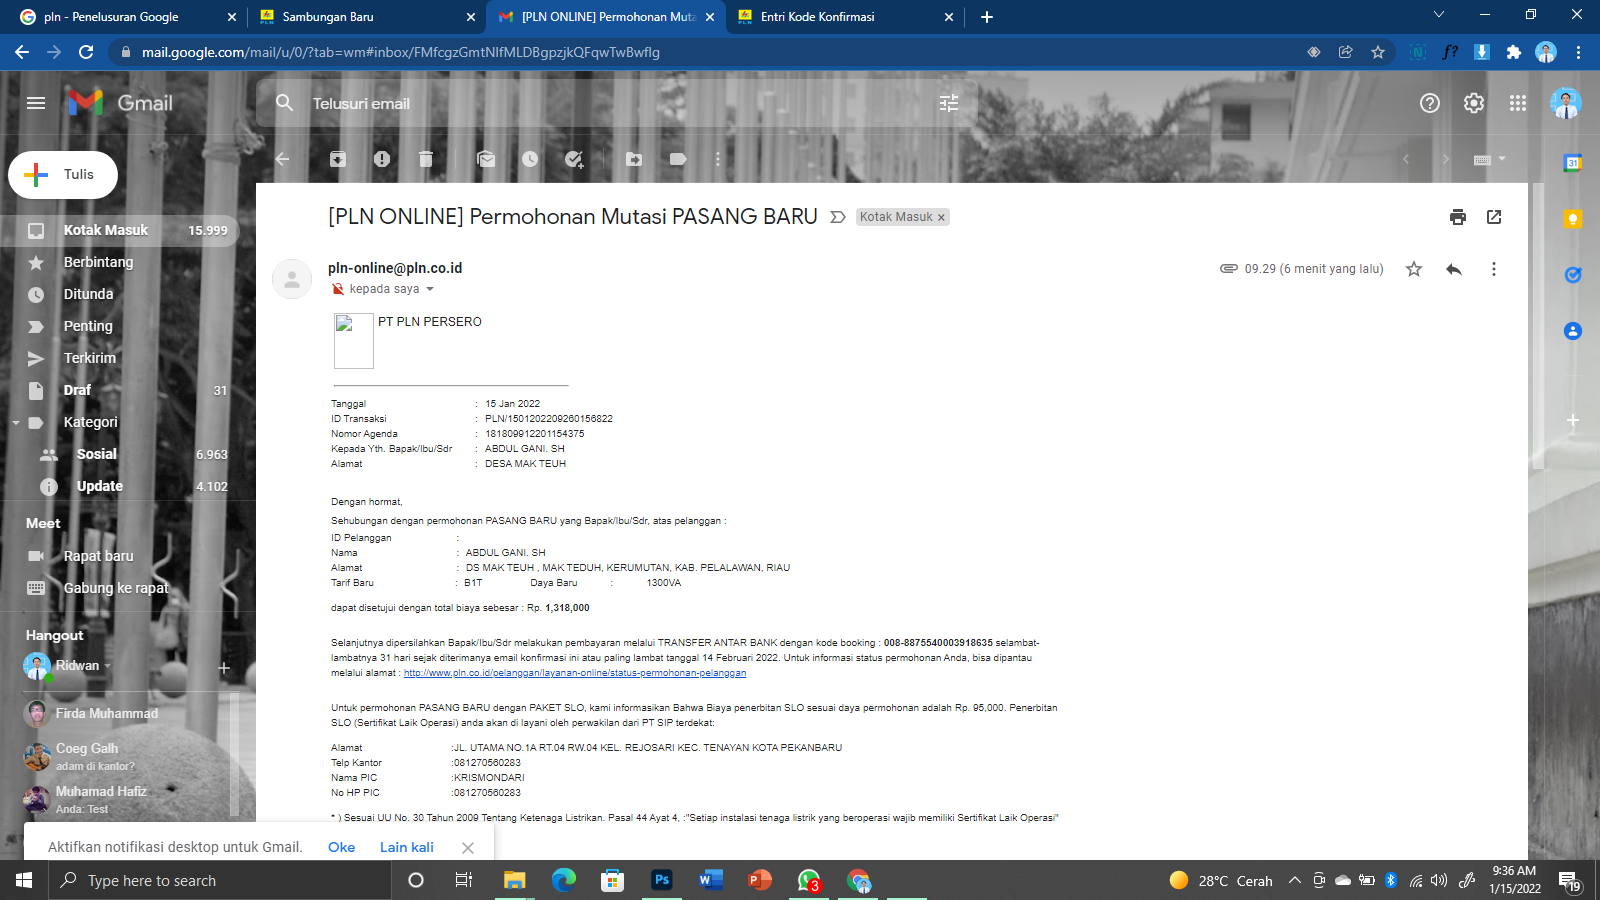 pln - Penelusuran Google
Sambungan Baru
[PLN ONLINE] Permohonan Muta
Entri Kode Konfirmasi
mail.google.com/mail/u/0/?tab=wm#inbox/FMfcgzGmtNlfMLDBgpzjkQFqwTwBwflg
Gmail
Telusuri email
Tulis
Kotak Masuk 15.999
Berbintang
Ditunda
Penting
Terkirim
Draf 31
Kategori
Sosial 6.963
Update 4.102
Meet
Rapat baru
Gabung ke rapat
Hangout
Ridwan
Firda Muhammad
Coeg Galh
adam di kantor?
Muhamad Hafiz
Anda: Test
[PLN ONLINE] Permohonan Mutasi PASANG BARU
Kotak Masuk
pln-online@pln.co.id
09.29 (6 menit yang lalu)
kepada saya
PT PLN PERSERO
Tanggal : 15 Jan 2022
ID Transaksi : PLN/1501202209260156822
Nomor Agenda : 181809912201154375
Kepada Yth. Bapak/Ibu/Sdr : ABDUL GANI. SH
Alamat : DESA MAK TEUH
Dengan hormat,
Sehubungan dengan permohonan PASANG BARU yang Bapak/Ibu/Sdr, atas pelanggan :
ID Pelanggan :
Nama : ABDUL GANI. SH
Alamat : DS MAK TEUH , MAK TEDUH, KERUMUTAN, KAB. PELALAWAN, RIAU
Tarif Baru : B1T Daya Baru : 1300VA
dapat disetujui dengan total biaya sebesar : Rp. 1,318,000
Selanjutnya dipersilahkan Bapak/Ibu/Sdr melakukan pembayaran melalui TRANSFER ANTAR BANK dengan kode booking : 008-8875540003918635 selambat-
lambatnya 31 hari sejak diterimanya email konfirmasi ini atau paling lambat tanggal 14 Februari 2022. Untuk informasi status permohonan Anda, bisa dipantau
melalui alamat : http://www.pln.co.id/pelanggan/layanan-online/status-permohonan-pelanggan
Untuk permohonan PASANG BARU dengan PAKET SLO, kami informasikan Bahwa Biaya penerbitan SLO sesuai daya permohonan adalah Rp. 95,000. Penerbitan
SLO (Sertifikat Laik Operasi) anda akan di layani oleh perwakilan dari PT SIP terdekat:
Alamat :JL. UTAMA NO.1A RT.04 RW.04 KEL. REJOSARI KEC. TENAYAN KOTA PEKANBARU
Telp Kantor :081270560283
Nama PIC :KRISMONDARI
No HP PIC :081270560283
* ) Sesuai UU No. 30 Tahun 2009 Tentang Ketenaga Listrikan. Pasal 44 Ayat 4, :"Setiap instalasi tenaga listrik yang beroperasi wajib memiliki Sertifikat Laik Operasi"
Aktifkan notifikasi desktop untuk Gmail. Oke Lain kali
Type here to search
28°C Cerah
9:36 AM
1/15/2022
3
19
31